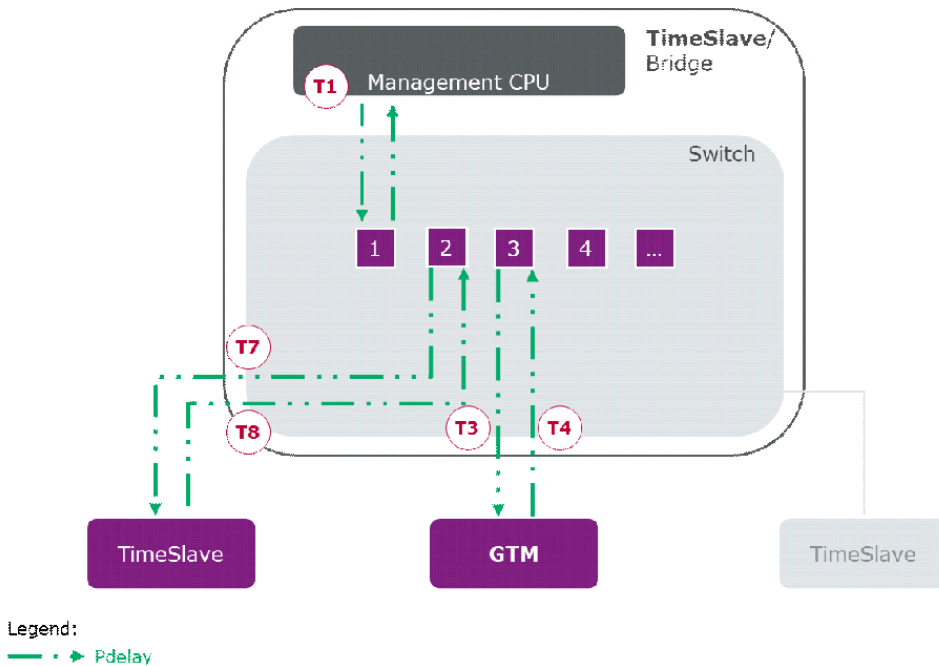 TimeSlave/
Bridge
Management CPU
T1
Switch
1
2
3
4
...
T7
T8
T3
T4
TimeSlave
GTM
TimeSlave
Legend:
Pdelay